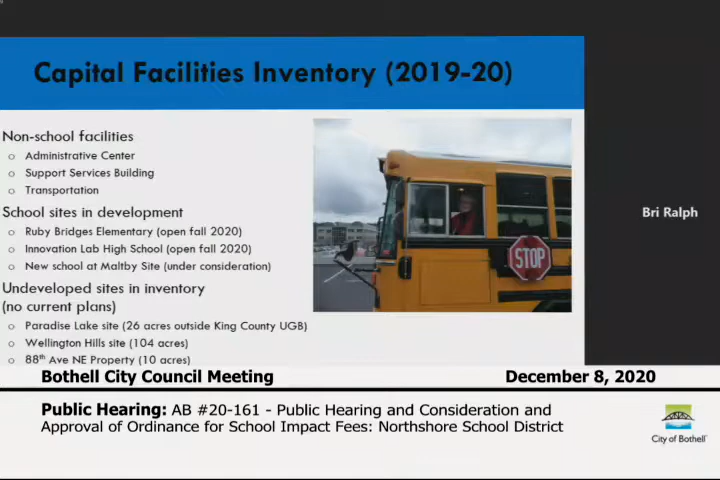 Capital Facilities Inventory (2019-20)
Non-school facilities
o Administrative Center
o Support Services Building
o Transportation
School sites in development
o Ruby Bridges Elementary (open fall 2020)
o Innovation Lab High School (open fall 2020)
o New school at Maltby Site (under consideration)
Undeveloped sites in inventory
(no current plans)
o Paradise Lake site (26 acres outside King County UGB)
o Wellington Hills site (104 acres)
o 88th Ave NE Property (10 acres)
STOP
Bri Ralph
Bothell City Council Meeting
December 8, 2020
Public Hearing: AB #20-161 - Public Hearing and Consideration and
Approval of Ordinance for School Impact Fees: Northshore School District
City of Bothell